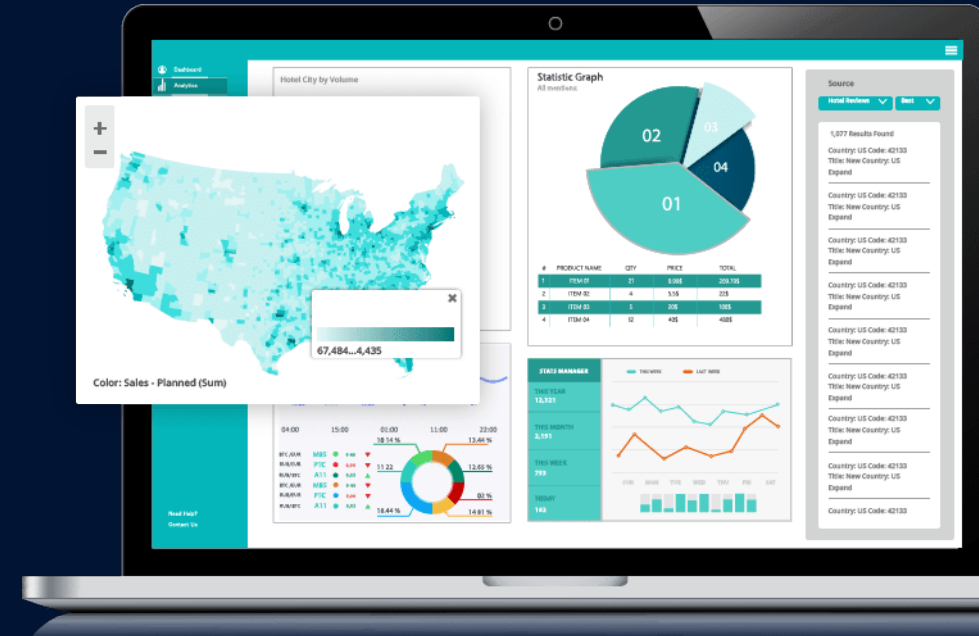 Dashboard
Analytics
Need Help?
Contact Us
Hotel City by Volume
+
−
67,484...4,435
Color: Sales - Planned (Sum)
04:00 15:00 01:00 11:00 22:00
MBS
PTC
A11
MBS
PTC
A11
10 14 %
13.44 %
11 22
12.65 %
02 %
18.44 %
14 81 %
Statistic Graph
All mentions
02
03
04
01
# PRODUCT NAME QTY PRICE TOTAL
1 ITEM 01 21
2 ITEM 02 4 5.5$ 22$
3 ITEM 03 5 20$ 100$
4 ITEM 04 12 40$ 480$
STATS MANAGER
THIS YEAR
12,321
THIS MONTH
2,191
THIS WEEK
793
TODAY
143
THIS WEEK LAST WEEK
SUN MON TUE WED THU FRI SAT
Source
Hotel Reviews
Best
1,077 Results Found
Country: US Code: 42133
Title: New Country: US
Expand
Country: US Code: 42133
Title: New Country: US
Expand
Country: US Code: 42133
Title: New Country: US
Expand
Country: US Code: 42133
Title: New Country: US
Expand
Country: US Code: 42133
Title: New Country: US
Expand
Country: US Code: 42133
Title: New Country: US
Expand
Country: US Code: 42133
Title: New Country: US
Expand
Country: US Code: 42133
Title: New Country: US
Expand
Country: US Code: 42133